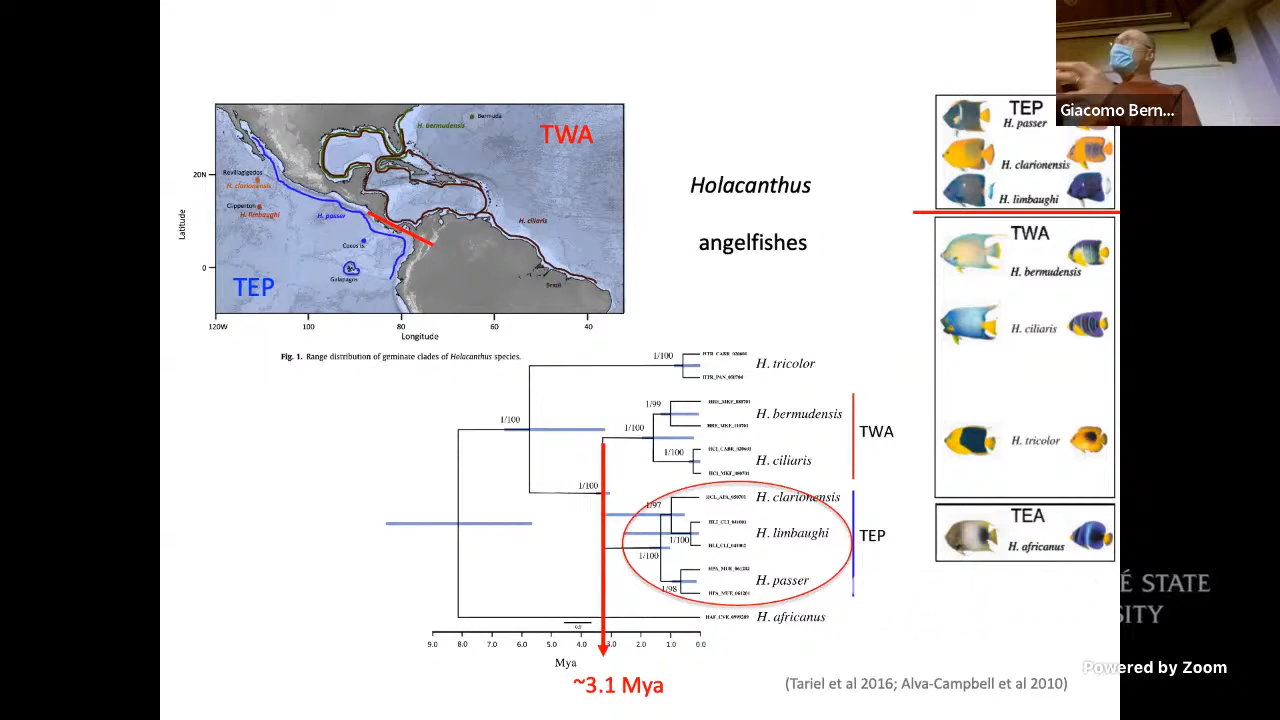 TWA
H. bermudensis
Bermuda
20N
Revillagigedos
H. clarionensis
Clipperton
H. limbaughi
H. passer
H. ciliaris
Latitude
Cocos Is
0
TEP
Galapagos
Brazil
120W 100 80 60 40
Longitude
Fig. 1. Range distribution of geminate clades of Holacanthus species.
Holacanthus
angelfishes
Giacomo Bern...
TEP
H. passer
H. clarionensis
H. limbaughi
TWA
H. bermudensis
H. ciliaris
H. tricolor
TEA
H. africanus
1/100
H. tricolor
1/99
H. bermudensis
1/100
1/100
TWA
1/100
H. ciliaris
1/100
H. clarionensis
1/97
H. limbaughi
TEP
1/100
1/100
H. passer
1/98
H. africanus
9.0 8.0 7.0 6.0 5.0 4.0 3.0 2.0 1.0 0.0
Mya
~3.1 Mya
(Tariel et al 2016; Alva-Campbell et al 2010)
É STATE
SITY
Powered by Zoom